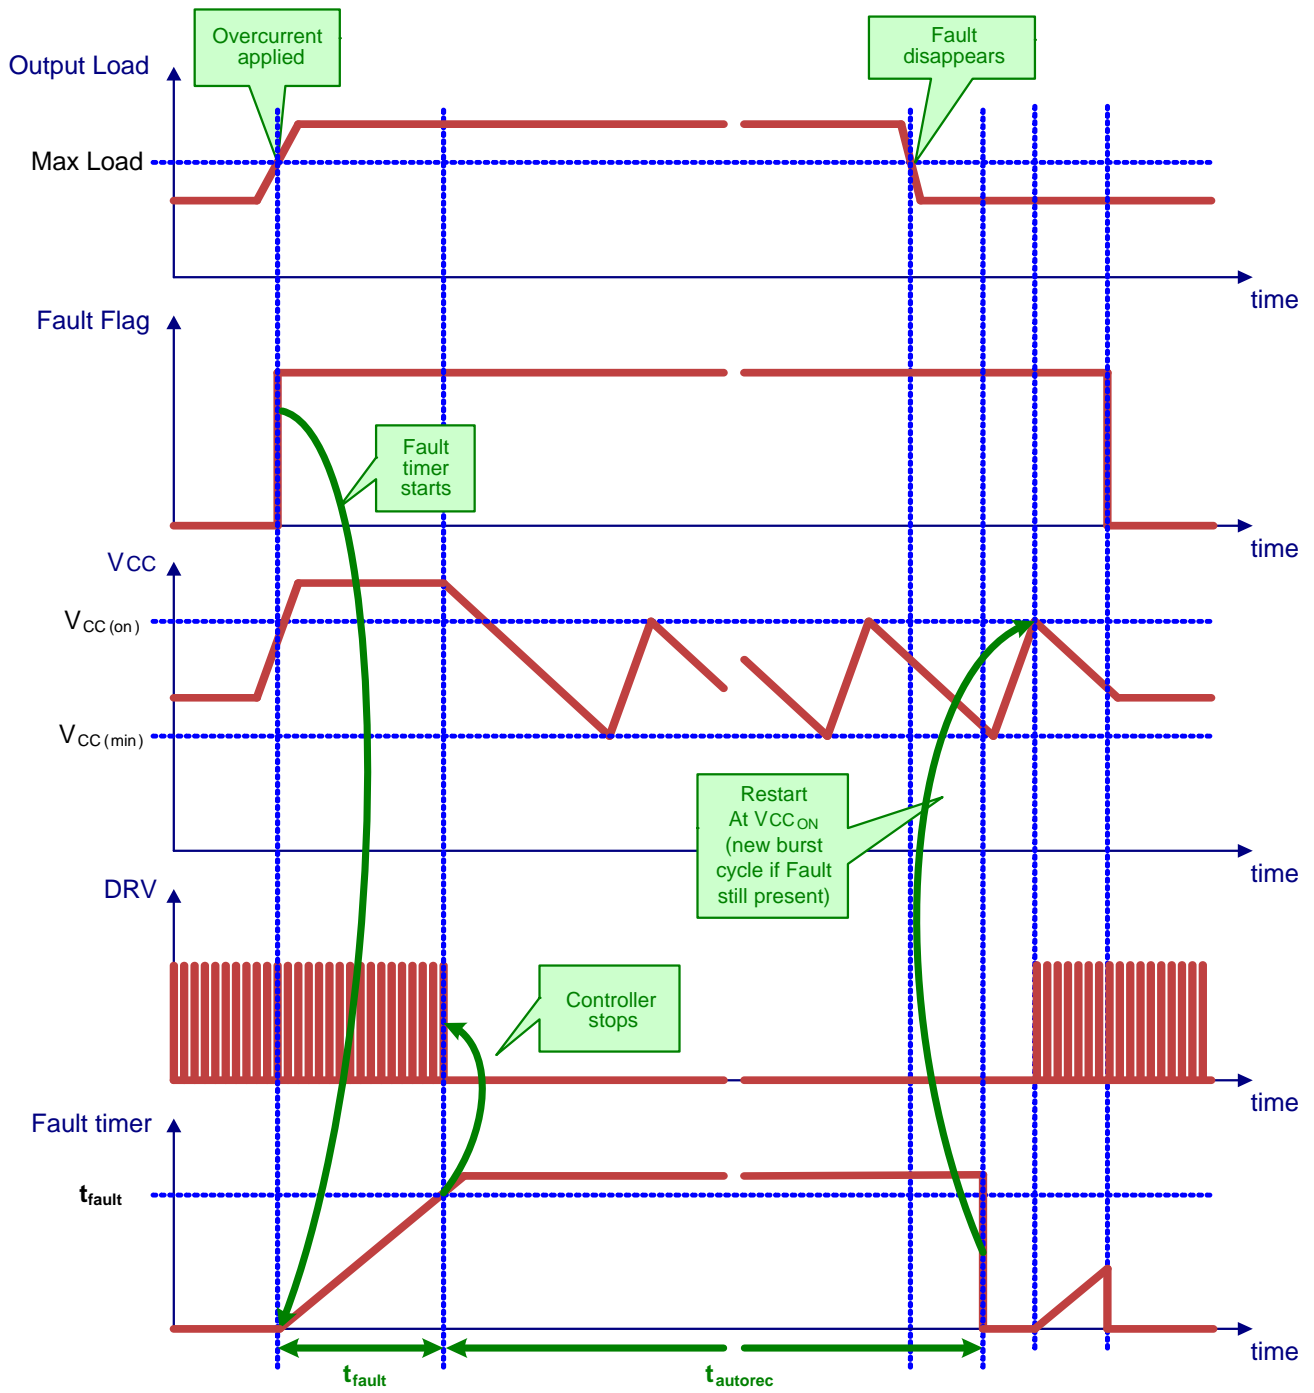 Overcurrent
applied
Fault
disappears
Output Load
Max Load
time
Fault Flag
Fault
timer
starts
time
VCC
VCC(on)
VCC(min)
Restart
At VCCON
(new burst
cycle if Fault
still present)
time
DRV
Controller
stops
time
Fault timer
tfault
time
tfault
tautorec